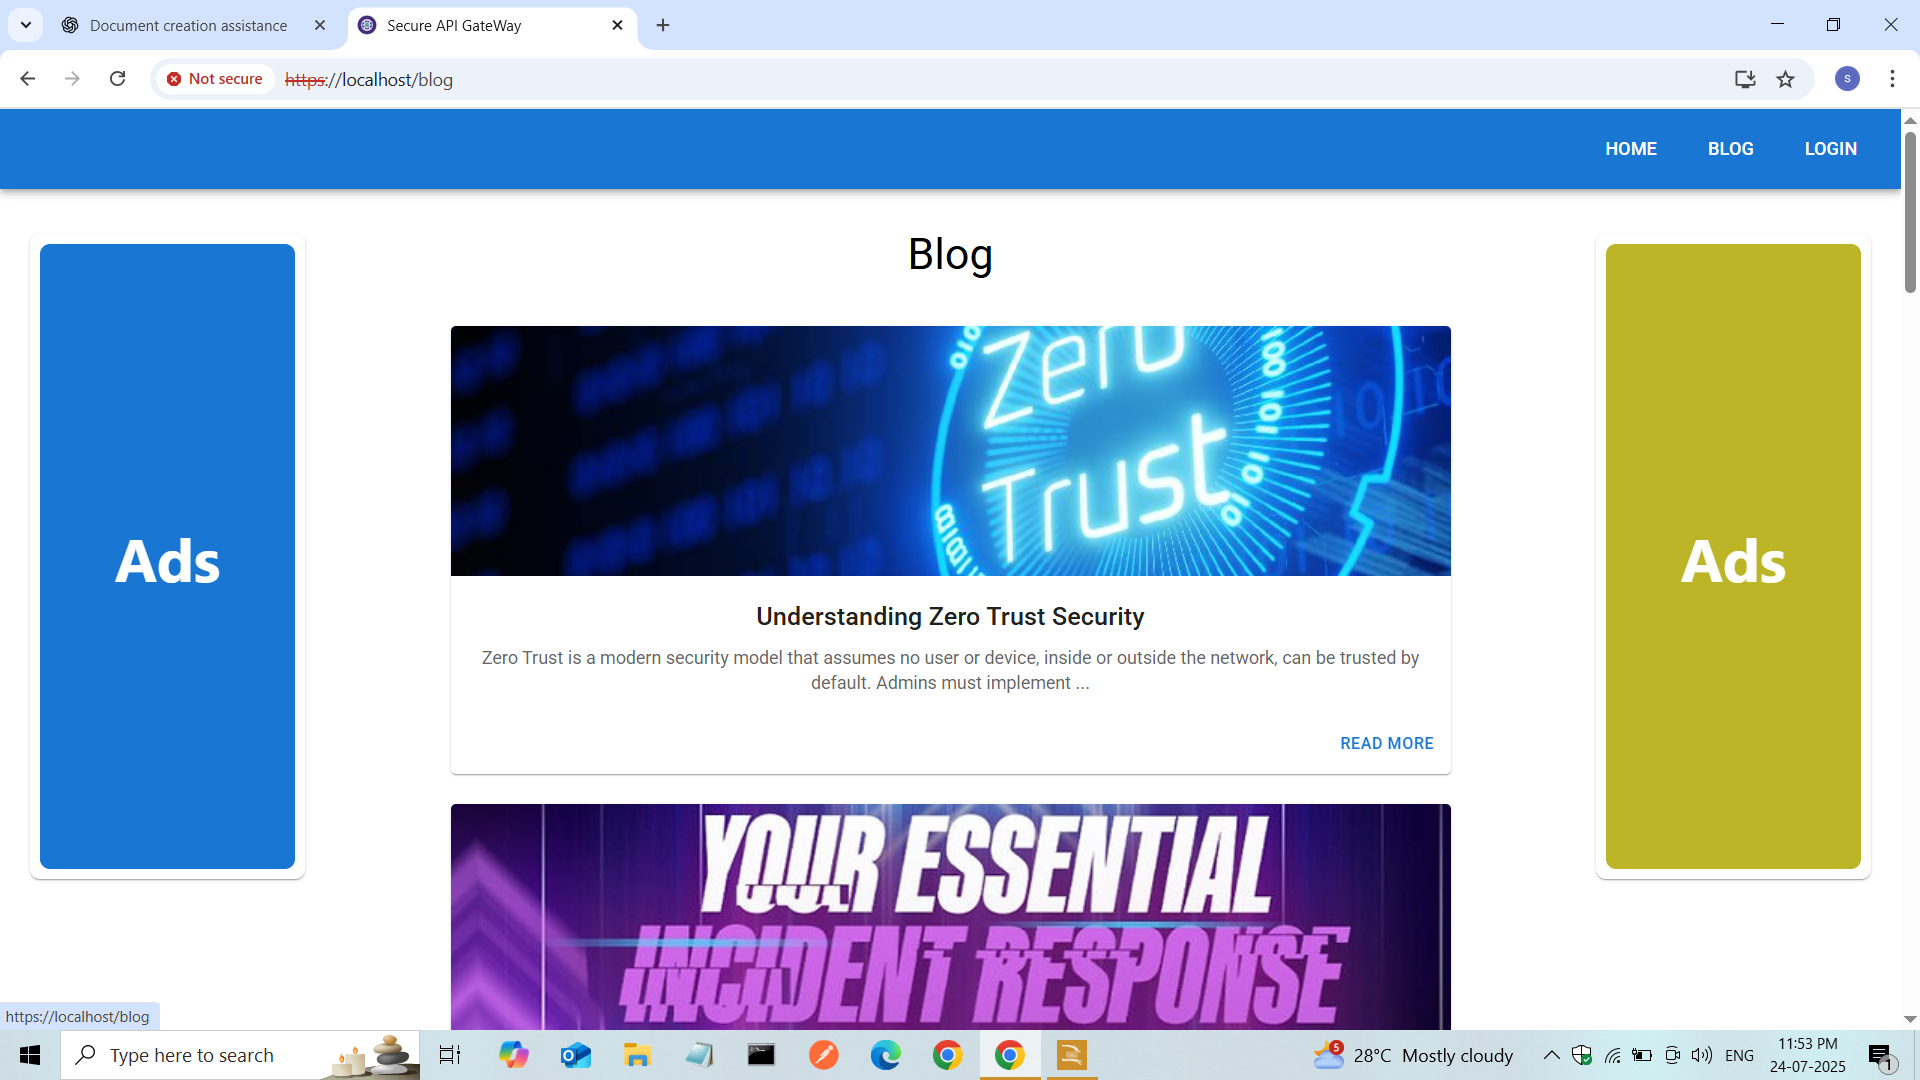 Document creation assistance
Secure API GateWay
Not secure
https://localhost/blog
S
HOME
BLOG
LOGIN
Blog
Ads
Ads
Zero
Trust
Understanding Zero Trust Security
Zero Trust is a modern security model that assumes no user or device, inside or outside the network, can be trusted by
default. Admins must implement ...
READ MORE
YOUR ESSENTIAL
INCIDENT RESPONSE
https://localhost/blog
Type here to search
5
28°C Mostly cloudy
ENG
11:53 PM
24-07-2025
1